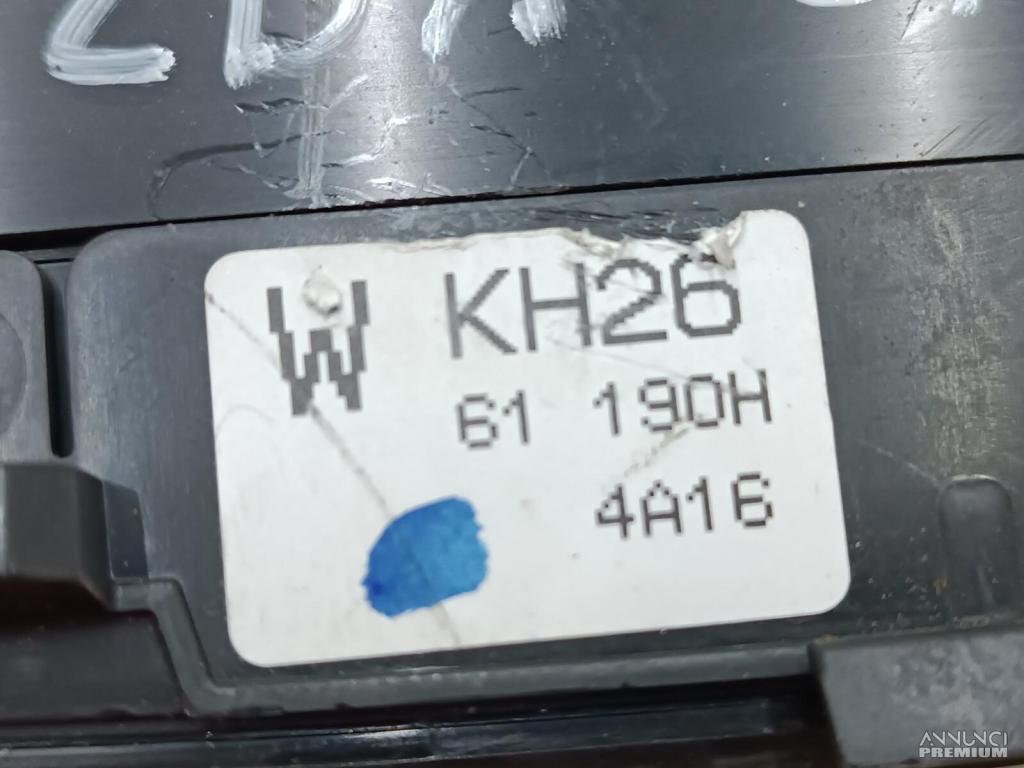 W KH26
61 190H
4A16
ANNUNCI
PREMIUM